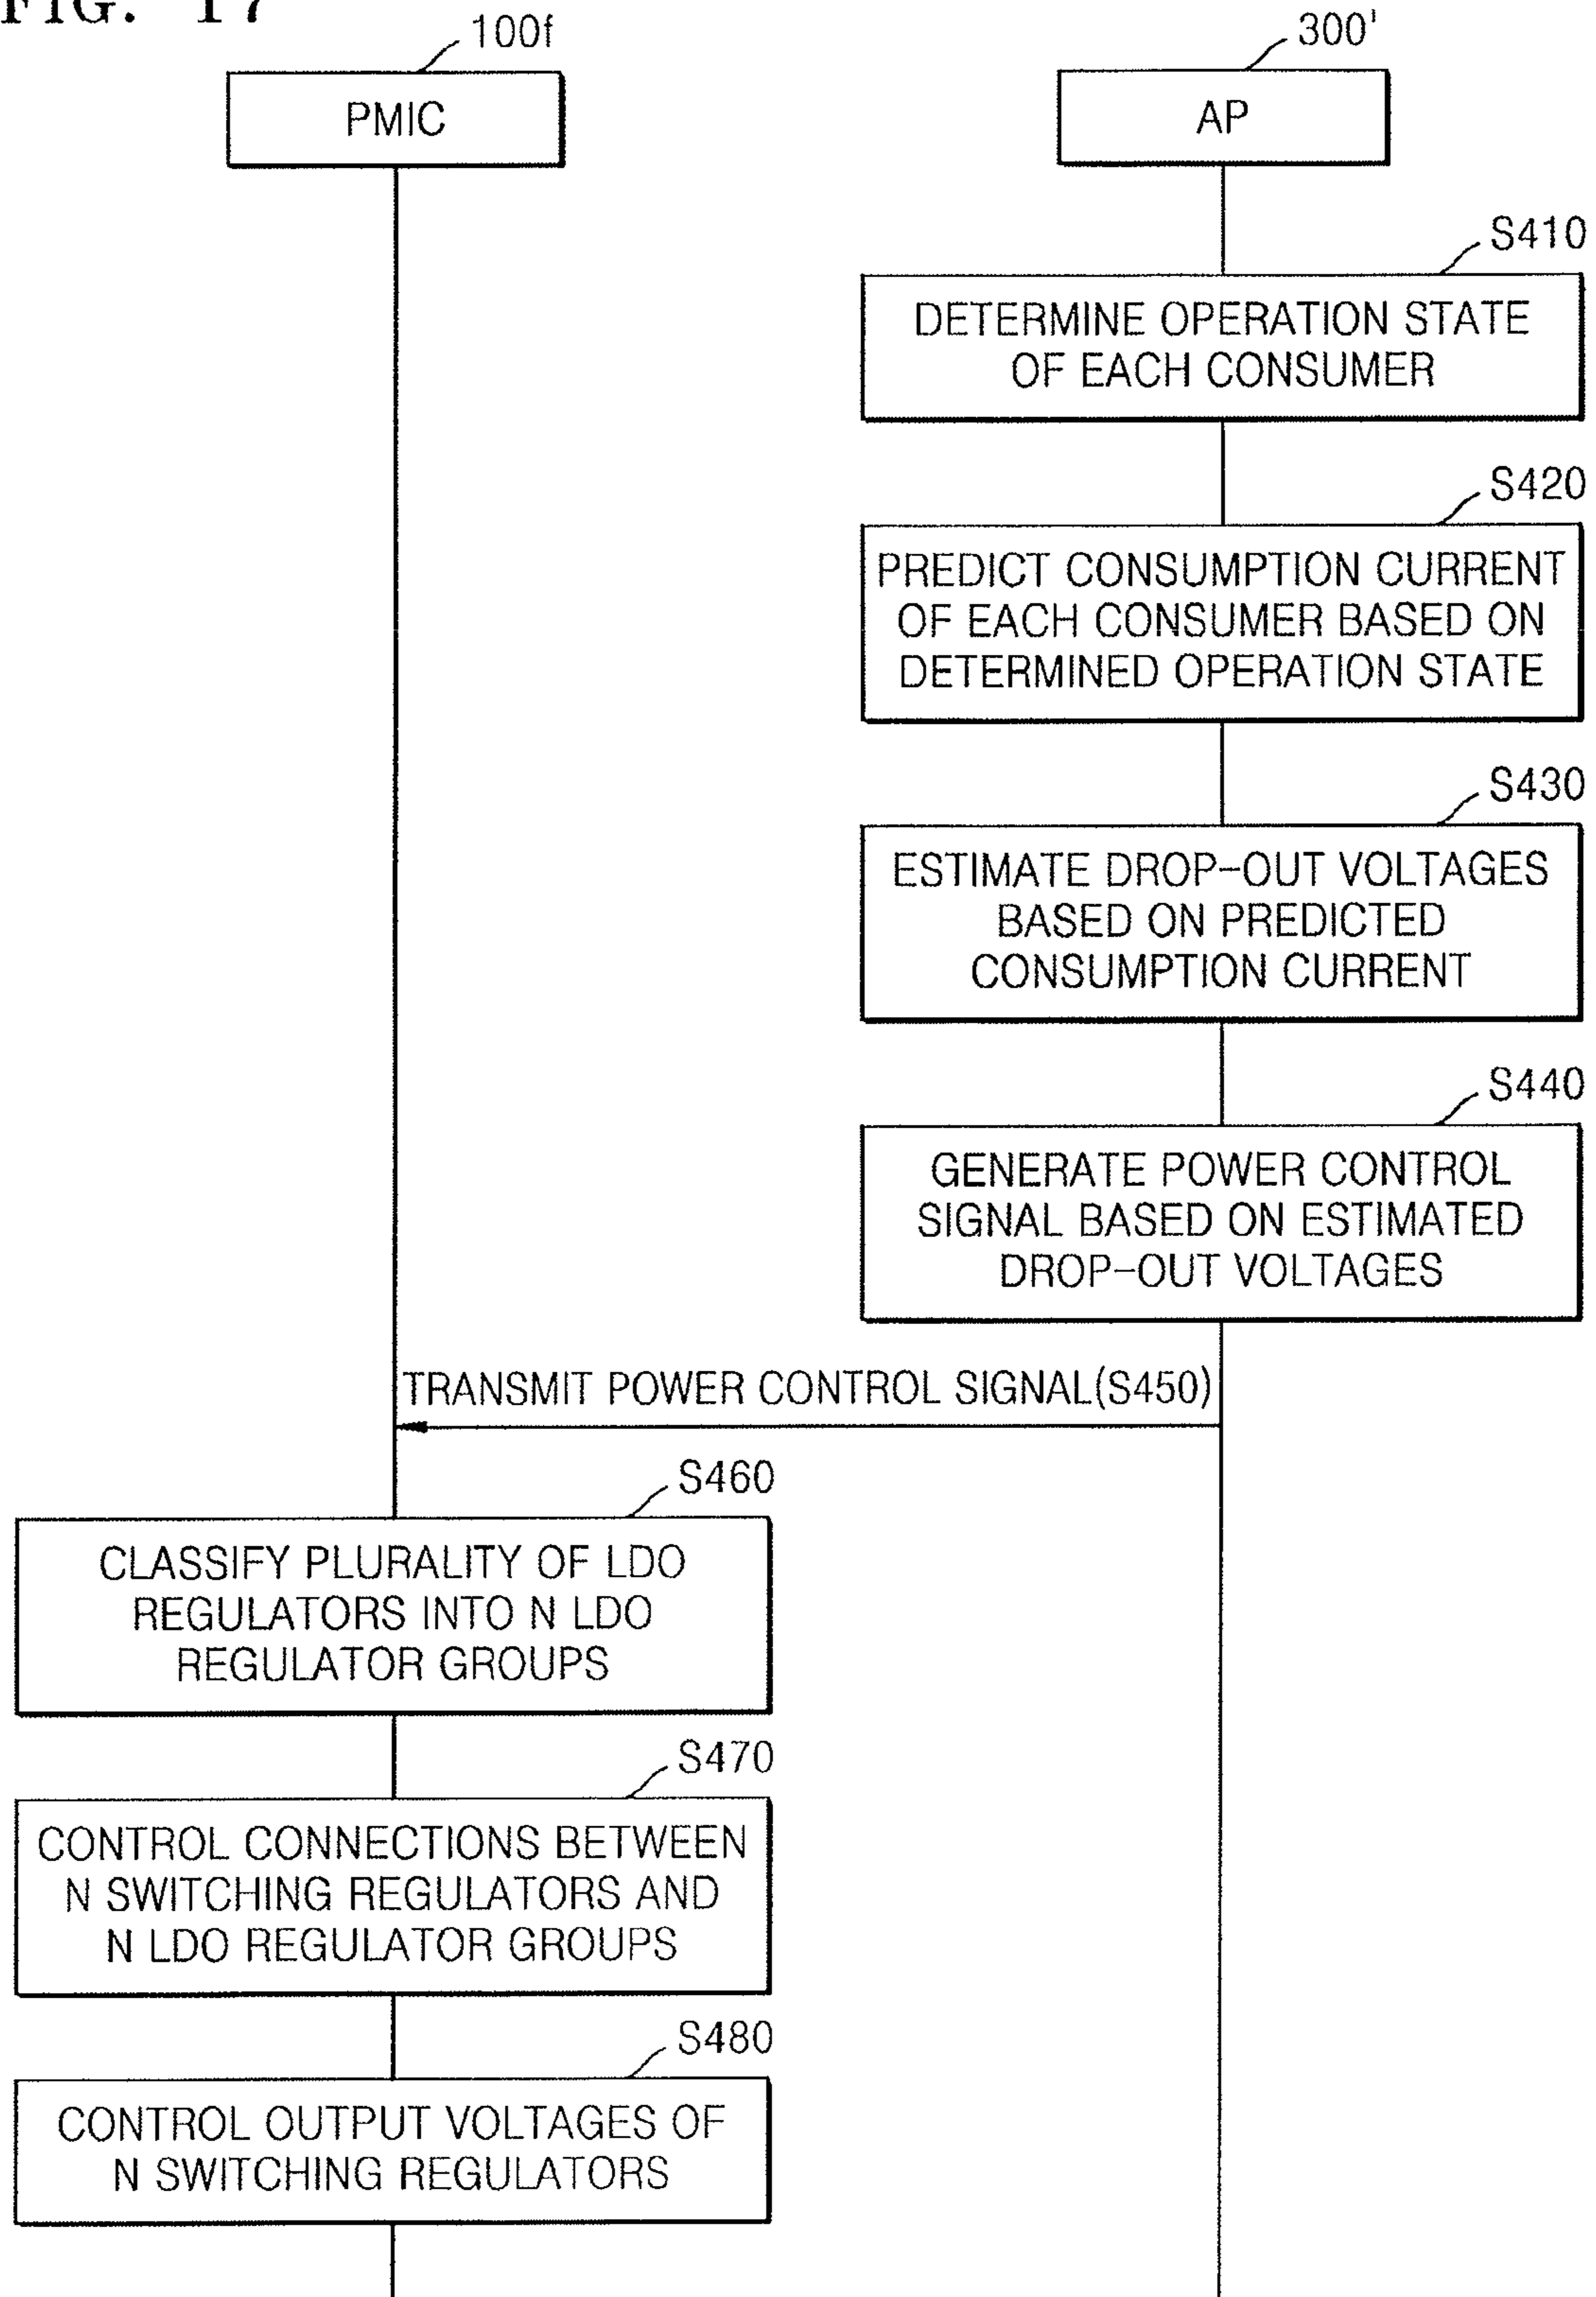 FIG. 17
100f
300'
PMIC
AP
S410
DETERMINE OPERATION STATE
OF EACH CONSUMER
S420
PREDICT CONSUMPTION CURRENT
OF EACH CONSUMER BASED ON
DETERMINED OPERATION STATE
S430
ESTIMATE DROP-OUT VOLTAGES
BASED ON PREDICTED
CONSUMPTION CURRENT
S440
GENERATE POWER CONTROL
SIGNAL BASED ON ESTIMATED
DROP-OUT VOLTAGES
TRANSMIT POWER CONTROL SIGNAL(S450)
S460
CLASSIFY PLURALITY OF LDO
REGULATORS INTO N LDO
REGULATOR GROUPS
S470
CONTROL CONNECTIONS BETWEEN
N SWITCHING REGULATORS AND
N LDO REGULATOR GROUPS
S480
CONTROL OUTPUT VOLTAGES OF
N SWITCHING REGULATORS